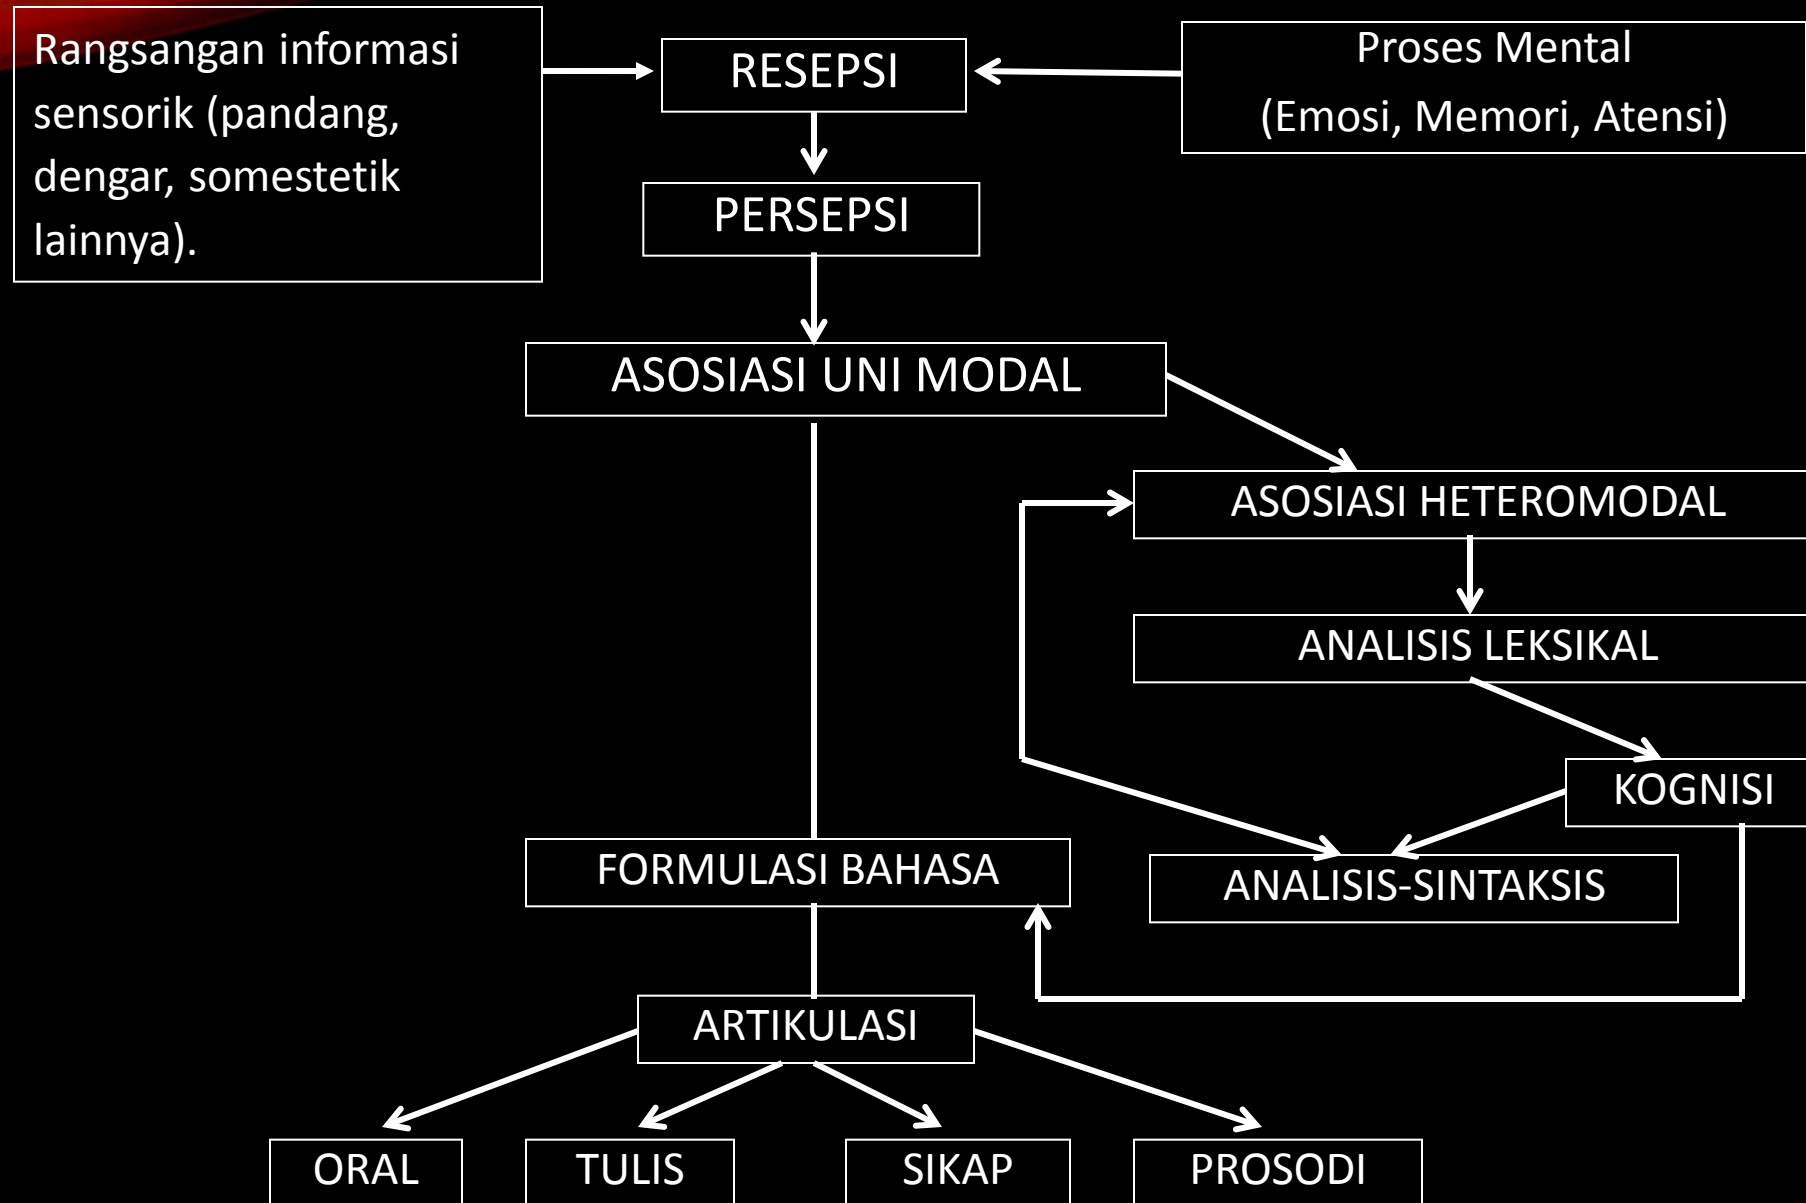 Rangsangan informasi
sensorik (pandang,
dengar, somestetik
lainnya).
RESEPSI
Proses Mental
(Emosi, Memori, Atensi)
PERSEPSI
ASOSIASI UNI MODAL
ASOSIASI HETEROMODAL
ANALISIS LEKSIKAL
KOGNISI
FORMULASI BAHASA
ANALISIS-SINTAKSIS
ARTIKULASI
ORAL
TULIS
SIKAP
PROSODI